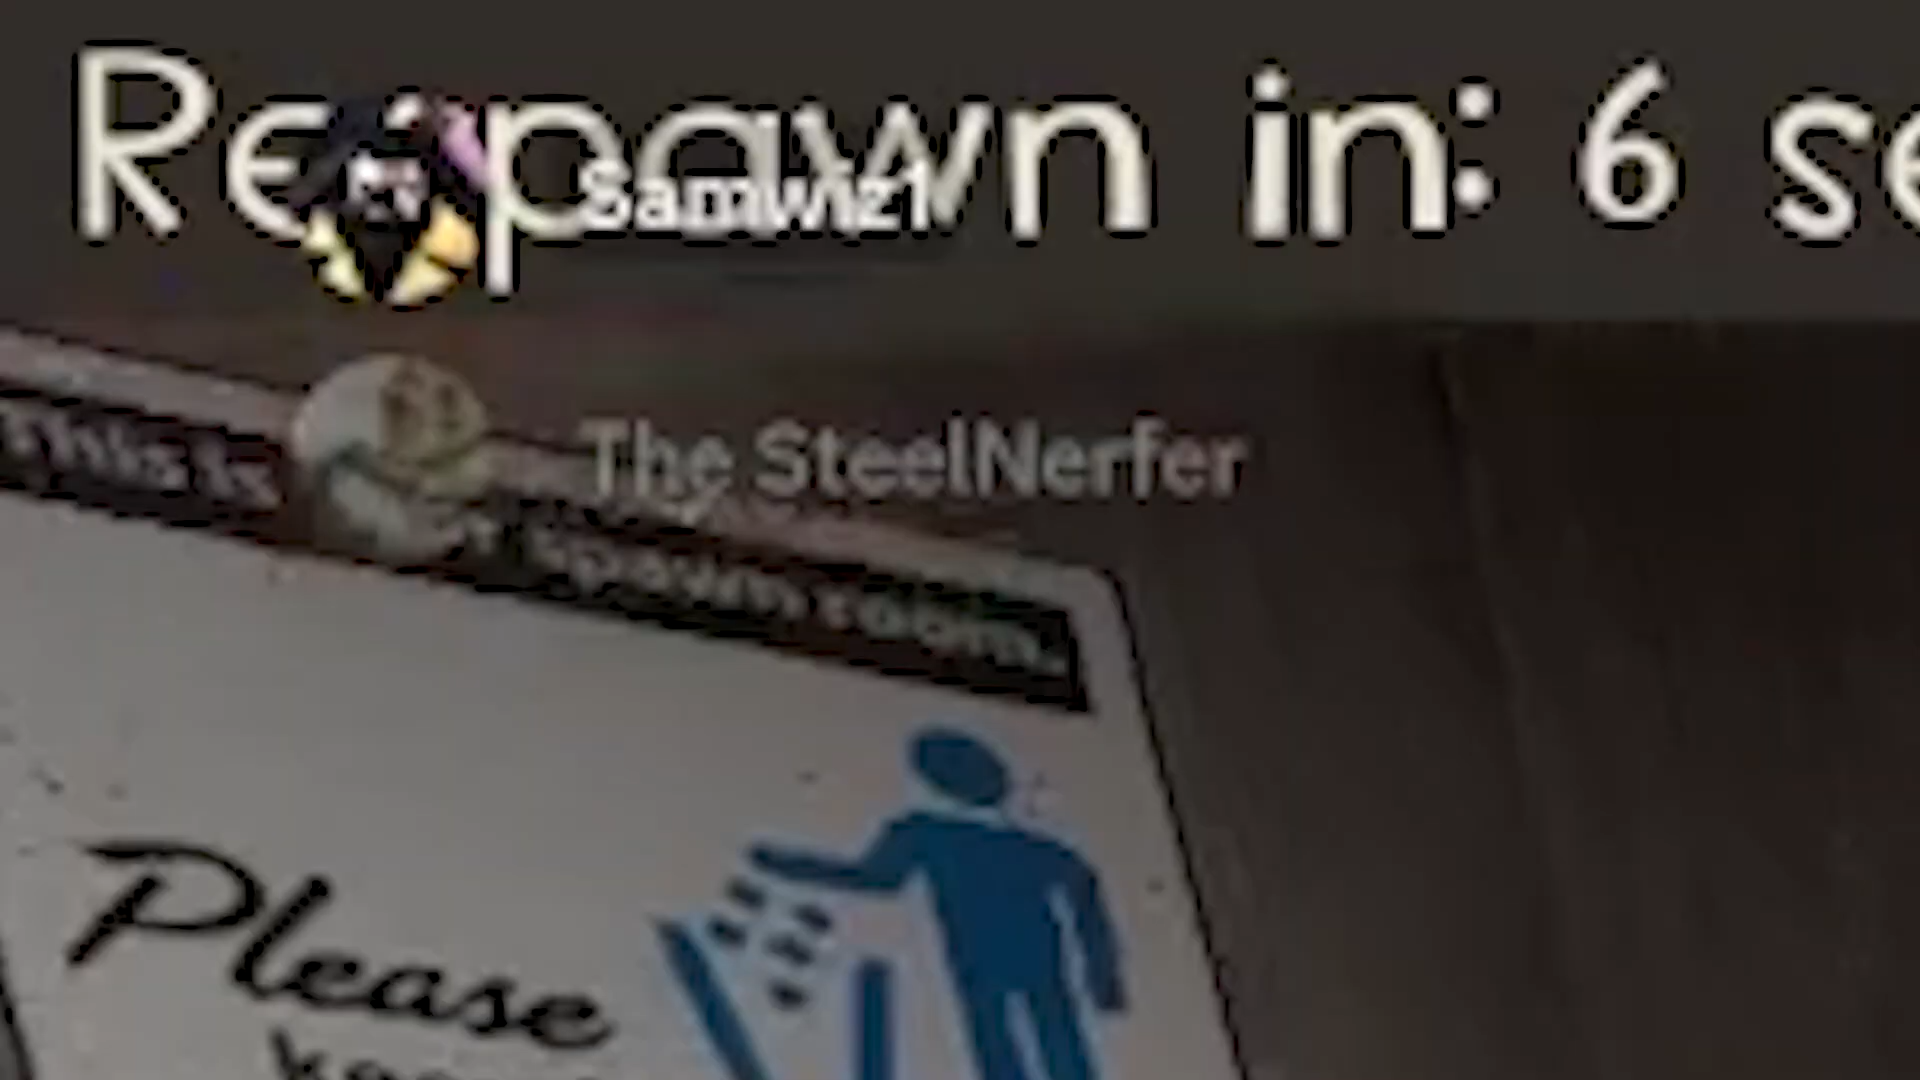 Respawn in: 6 se
Samwiz1
The SteelNerfer
This is
r spawn room.
Please